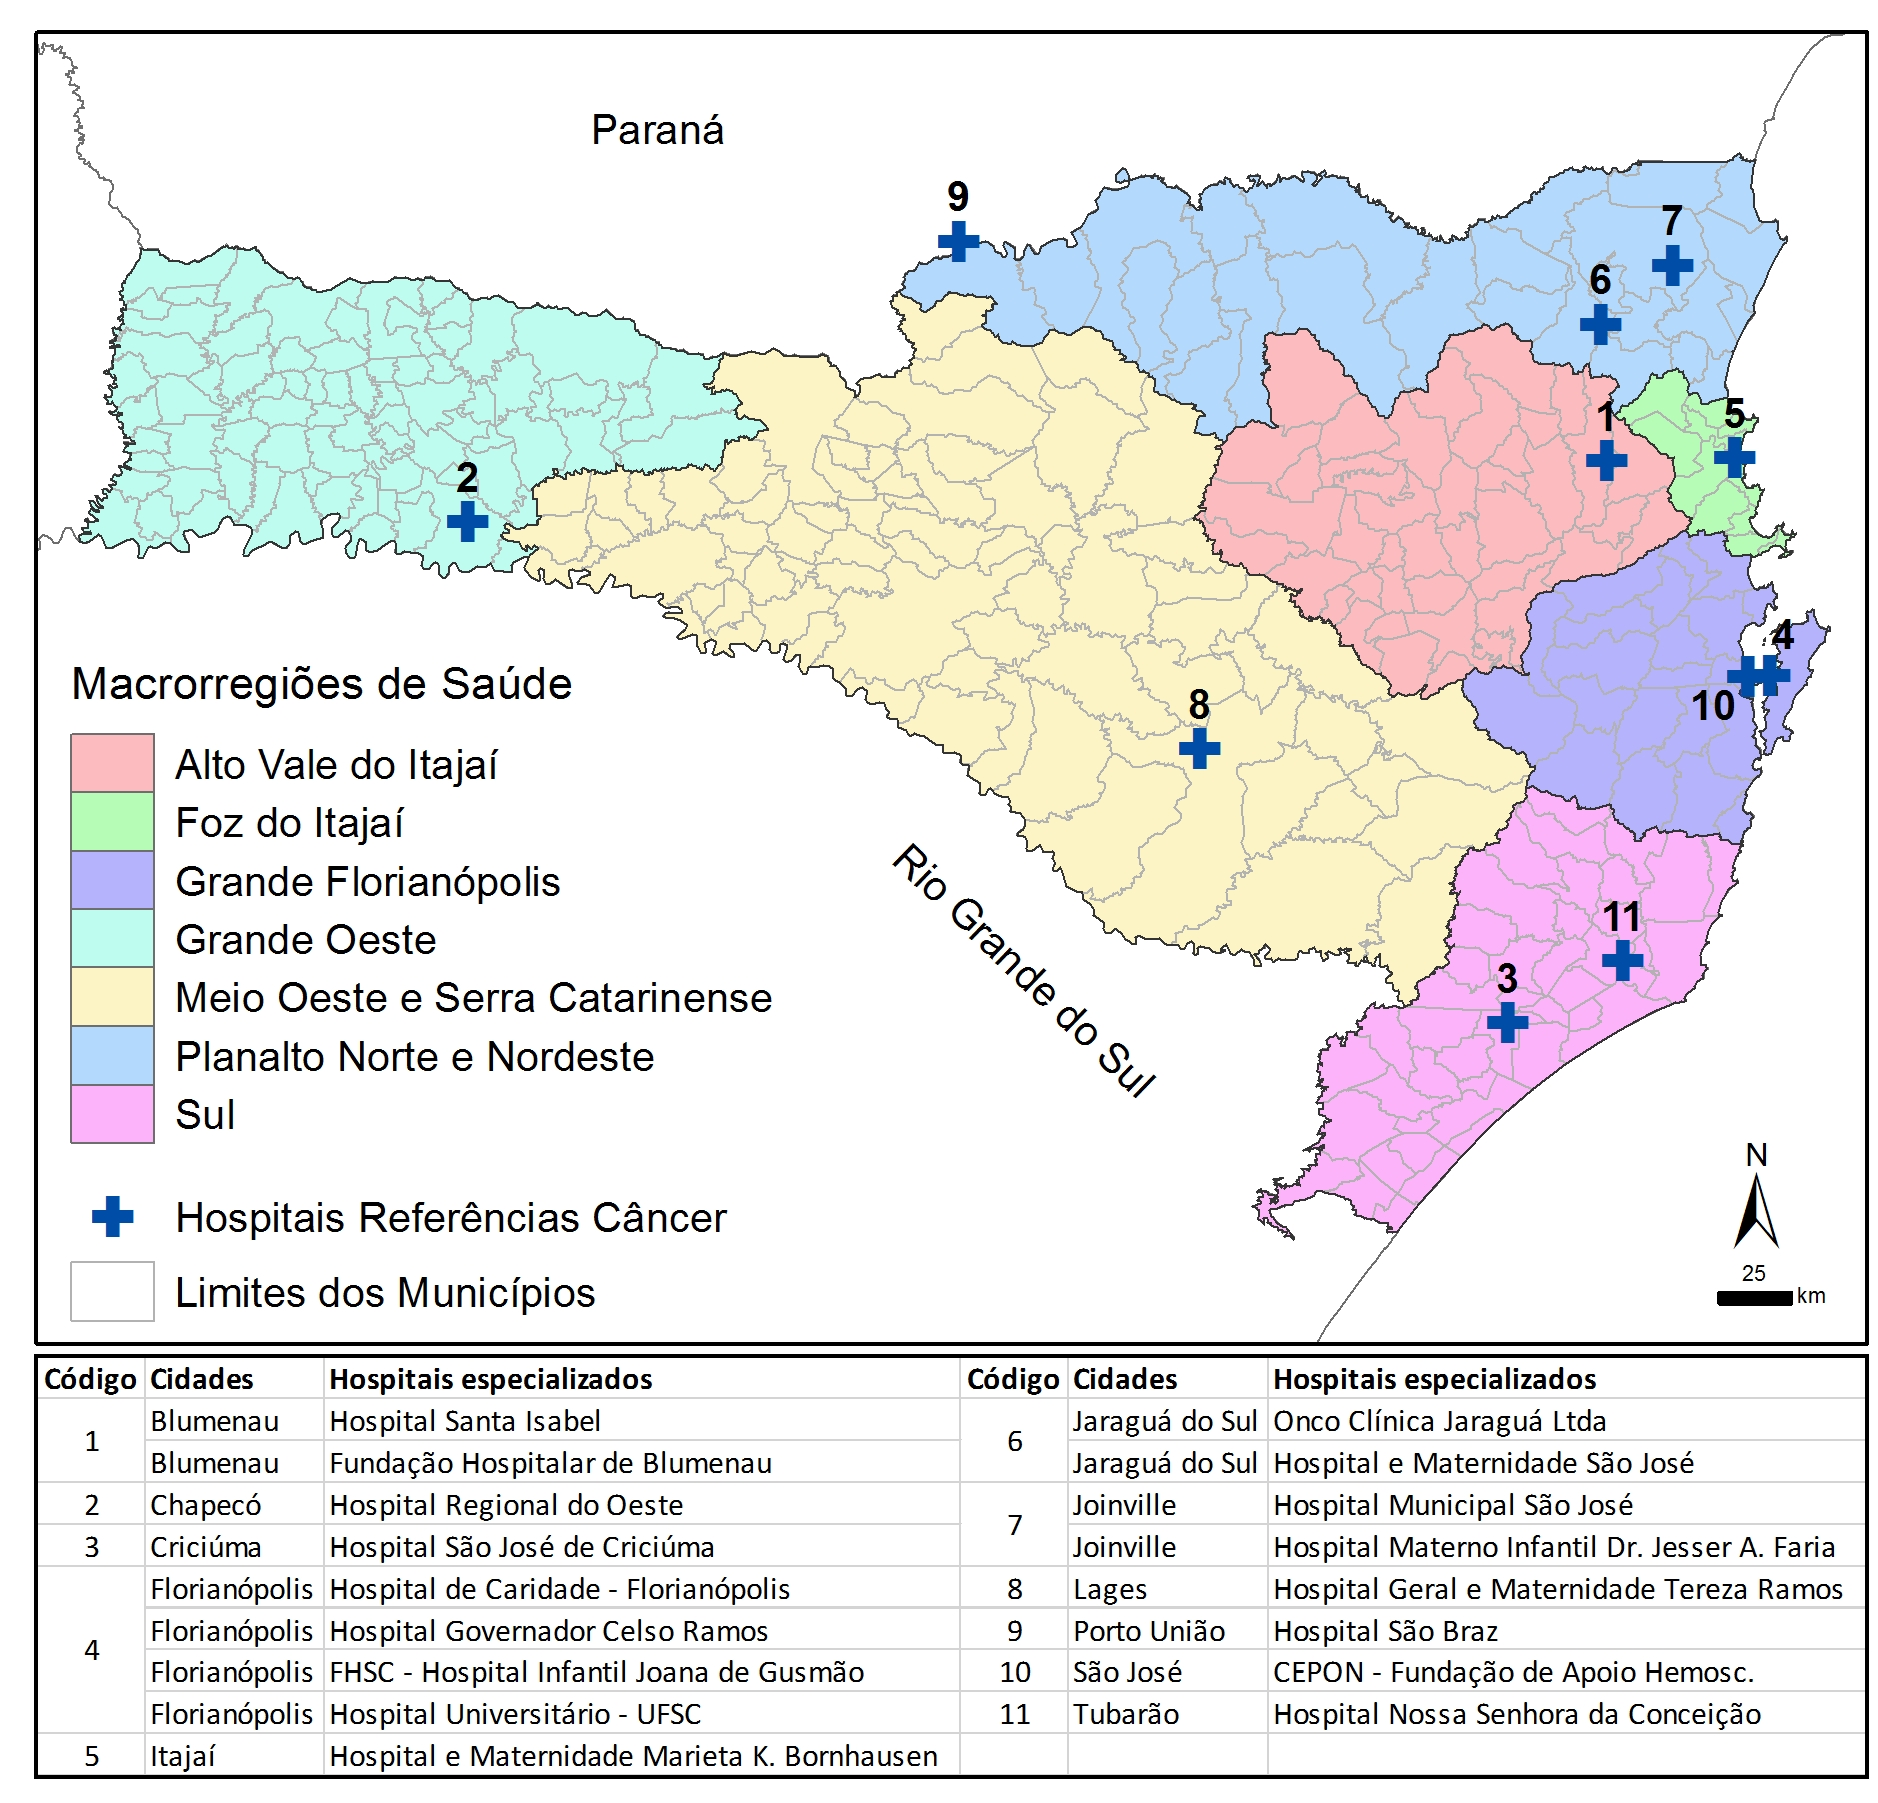 Paraná
9
7
6
5
1
2
4
10
8
11
3
Rio Grande do Sul
Macrorregiões de Saúde
Alto Vale do Itajaí
Foz do Itajaí
Grande Florianópolis
Grande Oeste
Meio Oeste e Serra Catarinense
Planalto Norte e Nordeste
Sul
Hospitais Referências Câncer
Limites dos Municípios
N
25
km
Código Cidades Hospitais especializados Código Cidades Hospitais especializados
1 Blumenau Hospital Santa Isabel 6 Jaraguá do Sul Onco Clínica Jaraguá Ltda
Blumenau Fundação Hospitalar de Blumenau Jaraguá do Sul Hospital e Maternidade São José
2 Chapecó Hospital Regional do Oeste 7 Joinville Hospital Municipal São José
3 Criciúma Hospital São José de Criciúma Joinville Hospital Materno Infantil Dr. Jesser A. Faria
4 Florianópolis Hospital de Caridade - Florianópolis 8 Lages Hospital Geral e Maternidade Tereza Ramos
Florianópolis Hospital Governador Celso Ramos 9 Porto União Hospital São Braz
Florianópolis FHSC - Hospital Infantil Joana de Gusmão 10 São José CEPON - Fundação de Apoio Hemosc.
Florianópolis Hospital Universitário - UFSC 11 Tubarão Hospital Nossa Senhora da Conceição
5 Itajaí Hospital e Maternidade Marieta K. Bornhausen